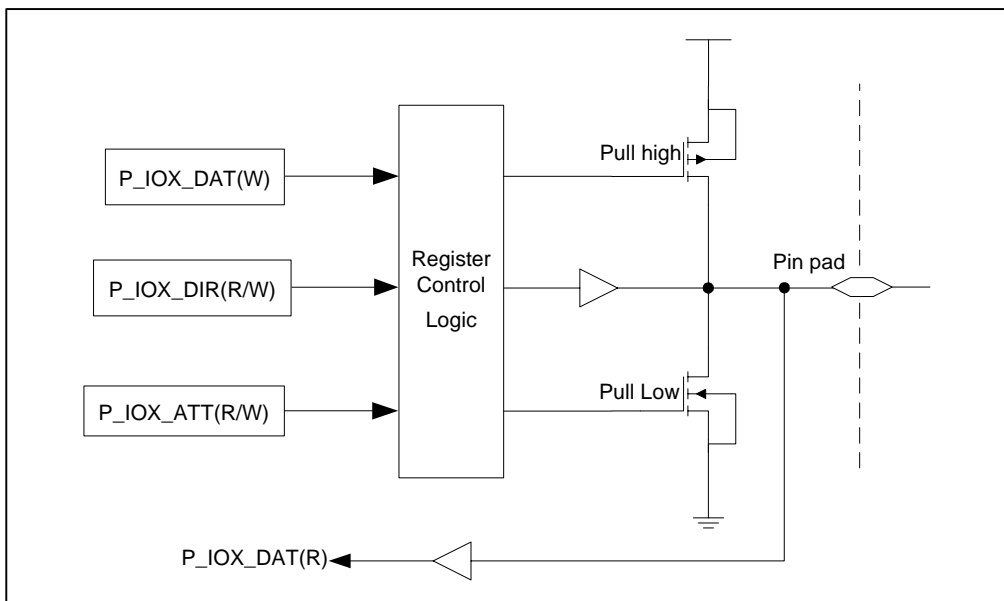 Pull high
P_IOX_DAT(W)
P_IOX_DIR(R/W)
Register
Control
Logic
Pin pad
P_IOX_ATT(R/W)
Pull Low
P_IOX_DAT(R)